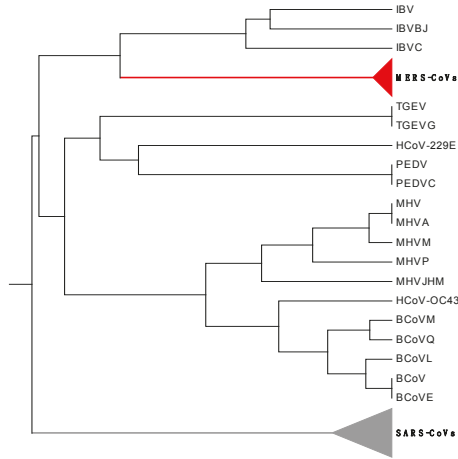 IBV
IBVBJ
IBVC
MERS-CoVs
TGEV
TGEVG
HCoV-229E
PEDV
PEDVC
MHV
MHVA
MHVM
MHVP
MHVJHM
HCoV-OC43
BCoVM
BCoVQ
BCoVL
BCoV
BCoVE
SARS-CoVs